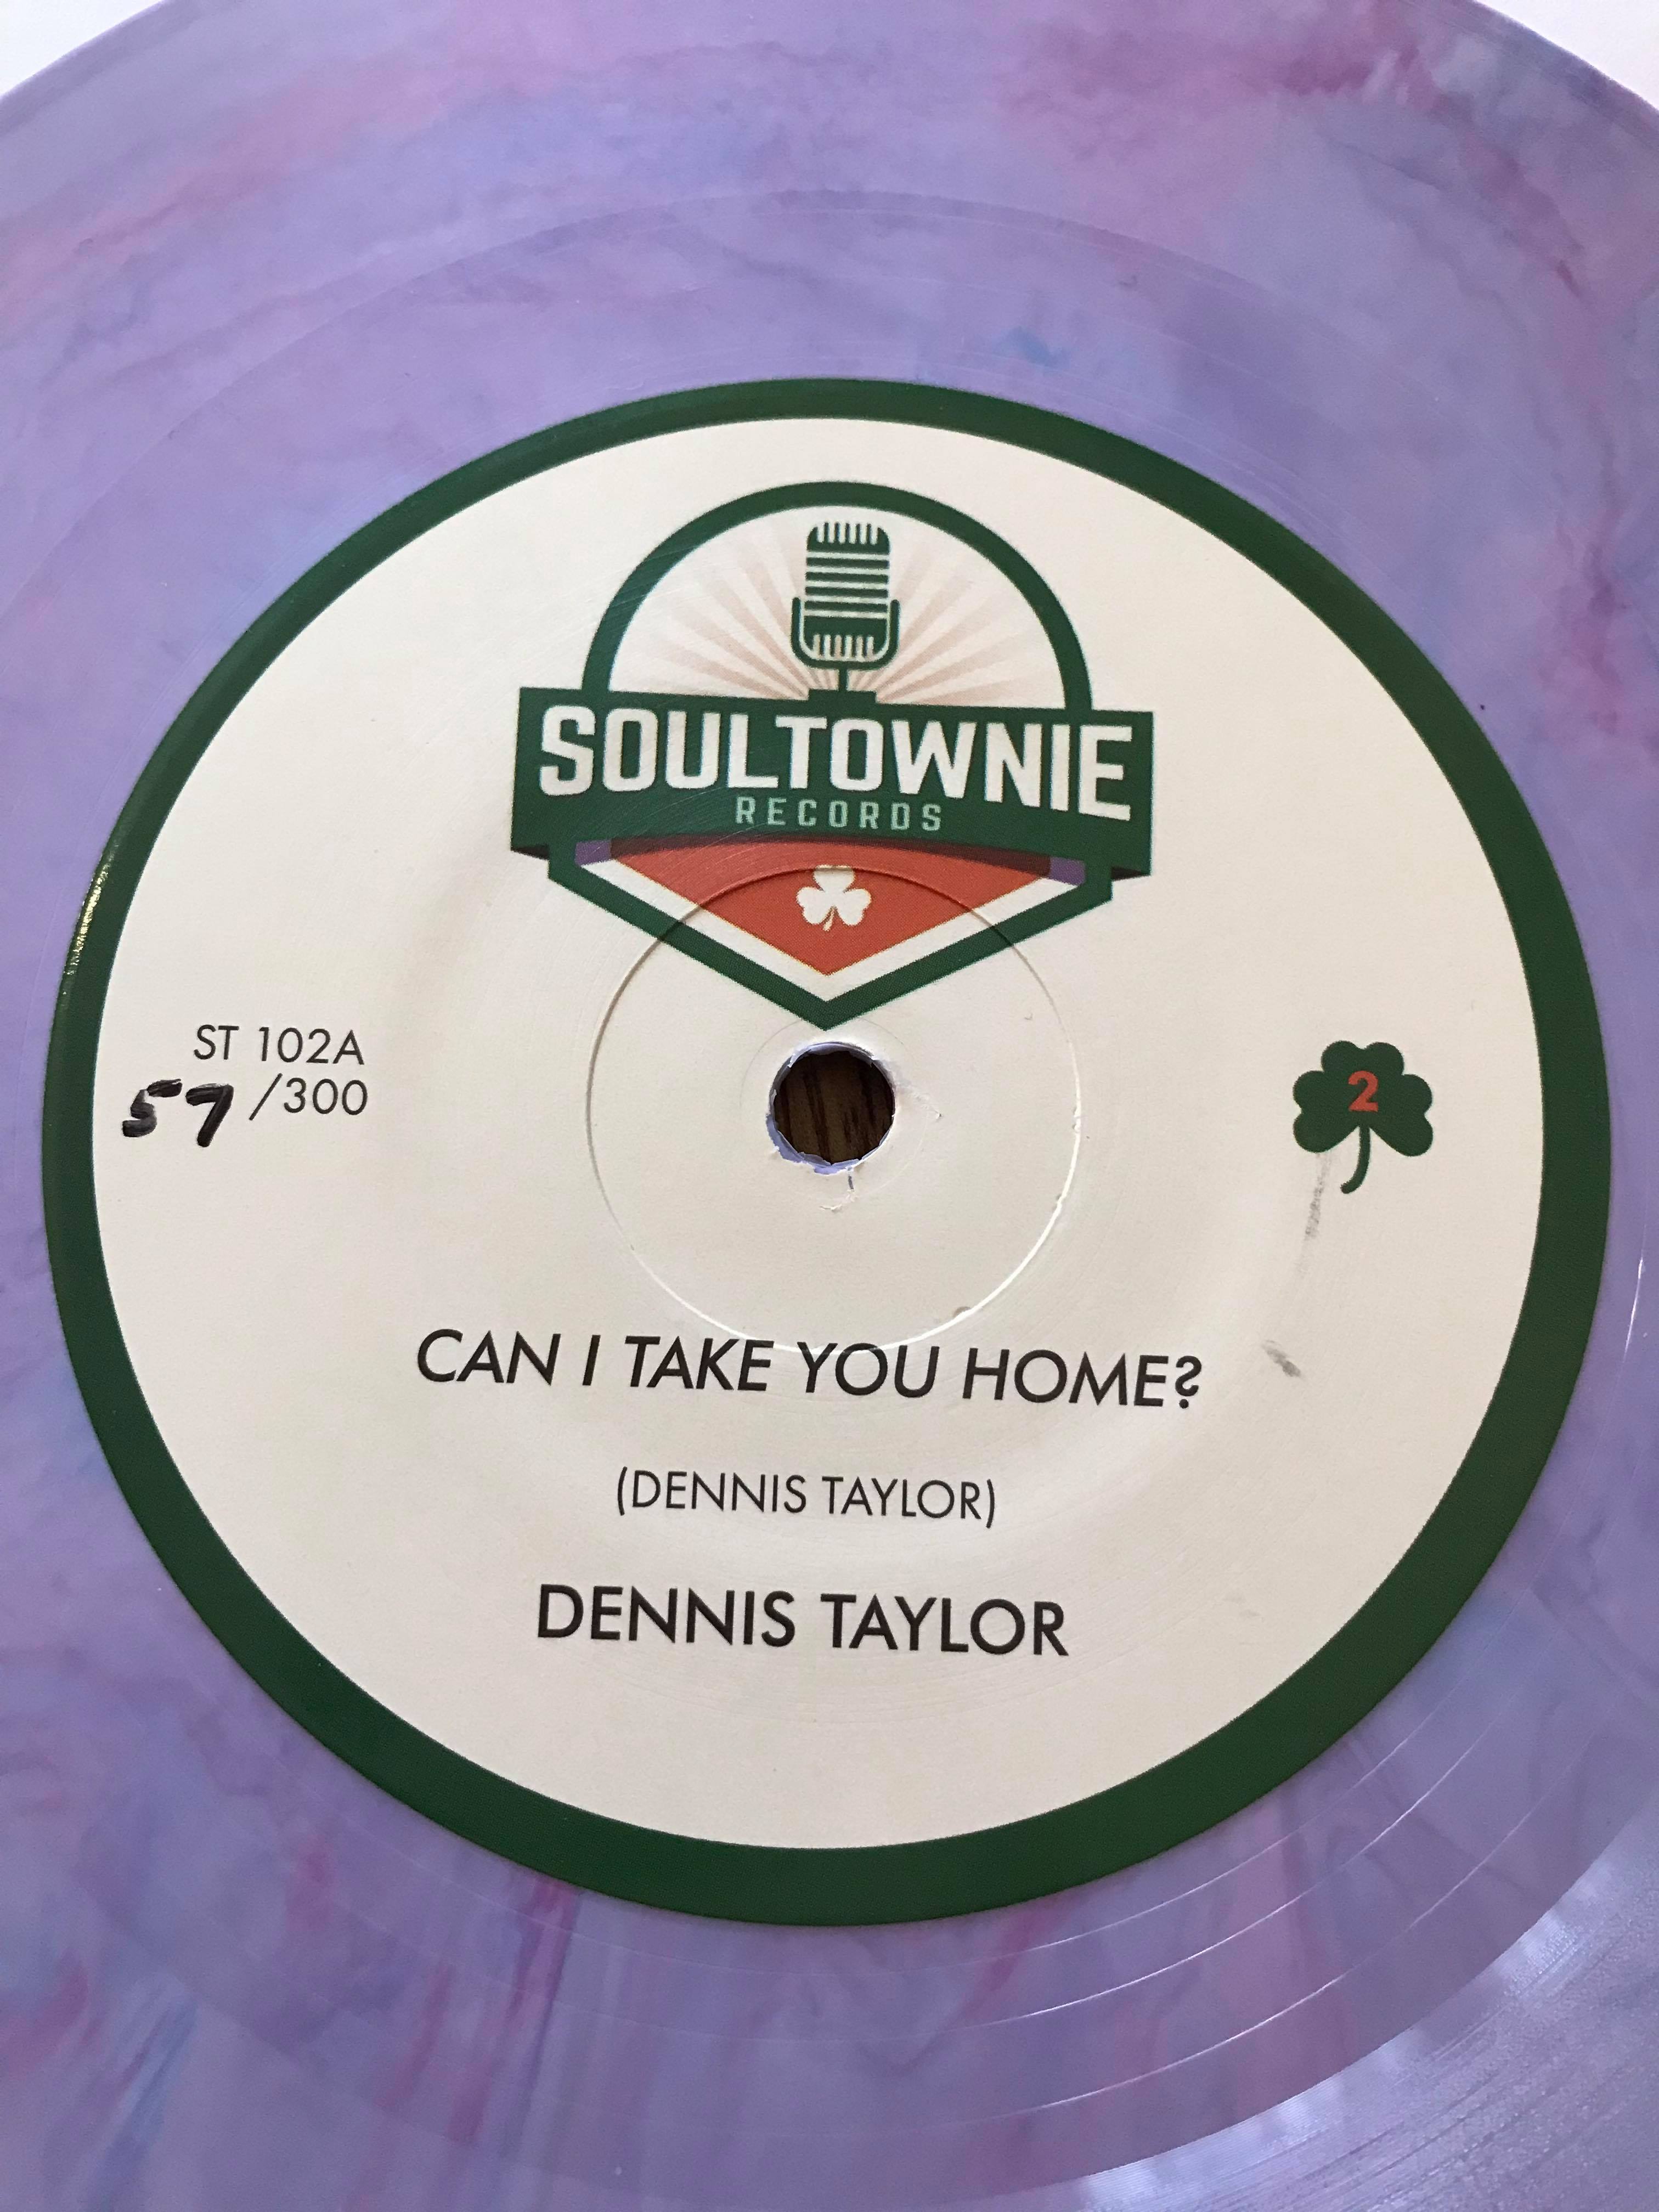 SOULTOWNIE
RECORDS
ST 102A
57 /300
2
CAN I TAKE YOU HOME?
(DENNIS TAYLOR)
DENNIS TAYLOR